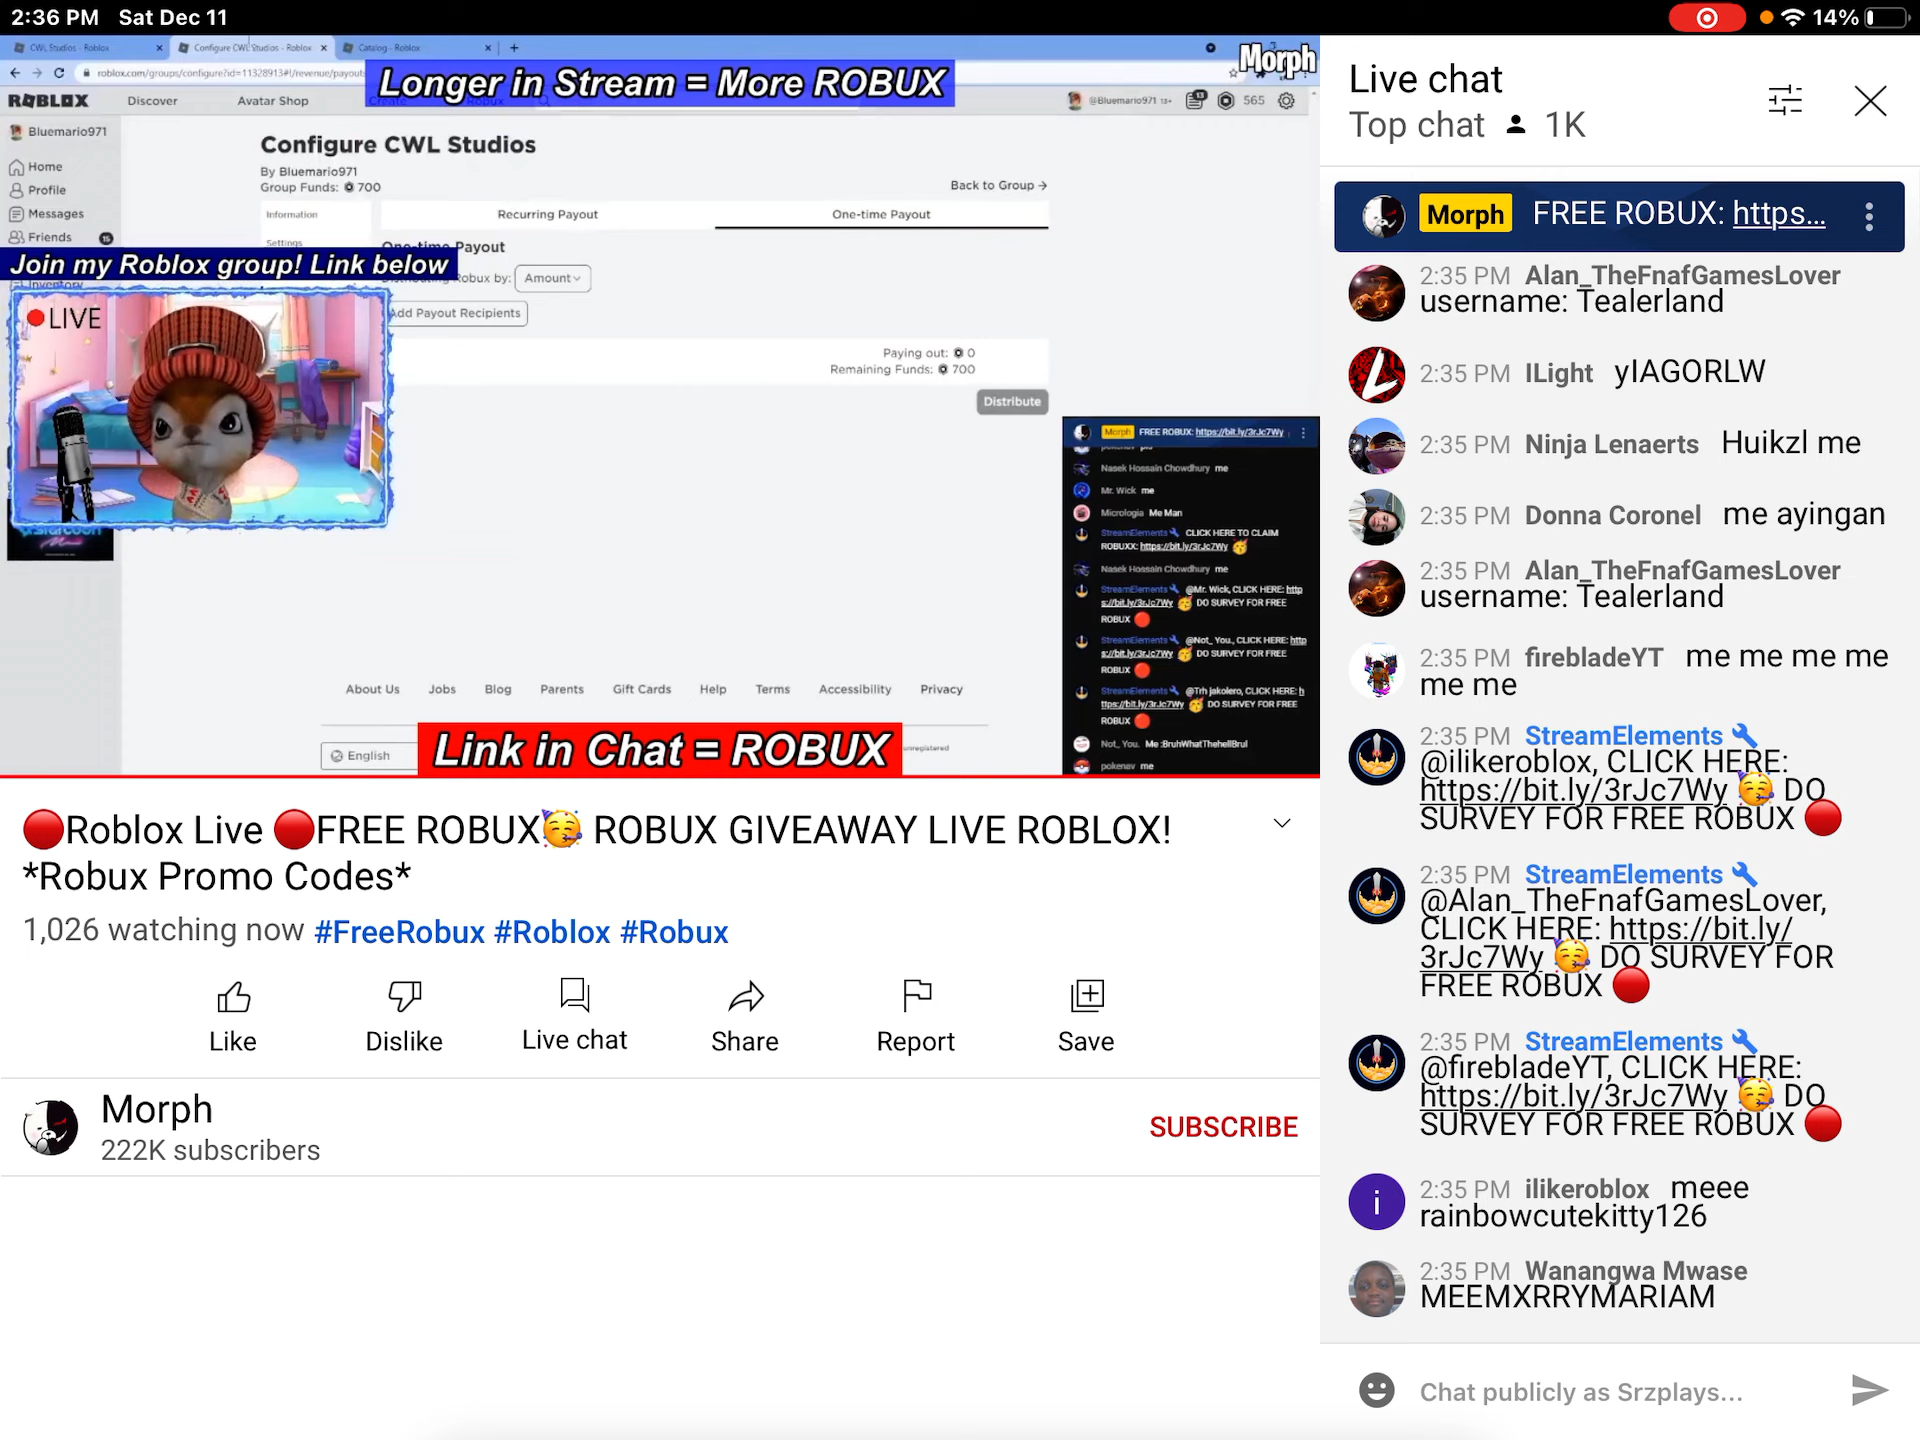 2:36 PM Sat Dec 11
14%
CWL Studios - Roblox
Configure CWL Studios - Roblox
Catalog - Roblox
roblox.com/groups/configure?id=11328913#!/revenue/payout
Morph
Longer in Stream = More ROBUX
ROBLOX
Discover
Avatar Shop
Create
Robux
@Bluemario971 13+
565
Bluemario971
Home
Profile
Messages
Friends
15
Configure CWL Studios
By Bluemario971
Group Funds: 700
Back to Group →
Information
Settings
Recurring Payout
One-time Payout
One-time Payout
Robux by: Amount
Add Payout Recipients
Join my Roblox group! Link below
Inventory
LIVE
Paying out: 0
Remaining Funds: 700
Distribute
Morph FREE ROBUX: https://bit.ly/3rJc7Wy
Nasek Hossain Chowdhury me
Mr. Wick me
Micrologia Me Man
StreamElements CLICK HERE TO CLAIM
ROBUXX: https://bit.ly/3rJc7Wy 🥳
Nasek Hossain Chowdhury me
StreamElements @Mr. Wick, CLICK HERE: http
s://bit.ly/3rJc7Wy 🥳 DO SURVEY FOR FREE
ROBUX 🔴
StreamElements @Not_ You., CLICK HERE: http
s://bit.ly/3rJc7Wy 🥳 DO SURVEY FOR FREE
ROBUX 🔴
StreamElements @Trh jakolero, CLICK HERE: h
ttps://bit.ly/3rJc7Wy 🥳 DO SURVEY FOR FREE
ROBUX 🔴
Not_ You. Me :BruhWhatThehellBrul
pokenav me
About Us Jobs Blog Parents Gift Cards Help Terms Accessibility Privacy
English
Link in Chat = ROBUX
🔴Roblox Live 🔴FREE ROBUX🥳 ROBUX GIVEAWAY LIVE ROBLOX!
*Robux Promo Codes*
1,026 watching now #FreeRobux #Roblox #Robux
Like
Dislike
Live chat
Share
Report
Save
Morph
222K subscribers
SUBSCRIBE
Live chat
Top chat 1K
Morph FREE ROBUX: https...
2:35 PM Alan_TheFnafGamesLover
username: Tealerland
2:35 PM ILight yIAGORLW
2:35 PM Ninja Lenaerts Huikzl me
2:35 PM Donna Coronel me ayingan
2:35 PM Alan_TheFnafGamesLover
username: Tealerland
2:35 PM firebladeYT me me me me
me me
2:35 PM StreamElements
@ilikeroblox, CLICK HERE:
https://bit.ly/3rJc7Wy 🥳 DO
SURVEY FOR FREE ROBUX 🔴
2:35 PM StreamElements
@Alan_TheFnafGamesLover,
CLICK HERE: https://bit.ly/
3rJc7Wy 🥳 DO SURVEY FOR
FREE ROBUX 🔴
2:35 PM StreamElements
@firebladeYT, CLICK HERE:
https://bit.ly/3rJc7Wy 🥳 DO
SURVEY FOR FREE ROBUX 🔴
i
2:35 PM ilikeroblox meee
rainbowcutekitty126
2:35 PM Wanangwa Mwase
MEEMXRRYMARIAM
Chat publicly as Srzplays...